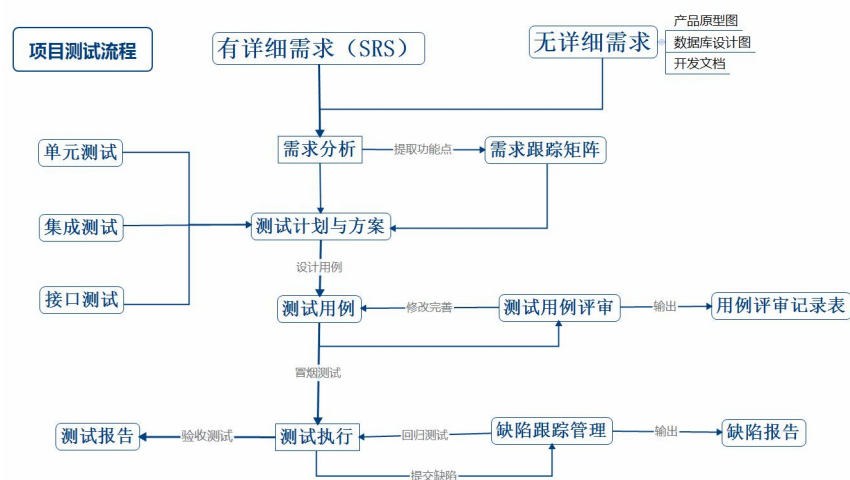 项目测试流程
有详细需求（SRS）
无详细需求
产品原型图
数据库设计图
开发文档
单元测试
需求分析
提取功能点
需求跟踪矩阵
集成测试
测试计划与方案
设计用例
接口测试
测试用例
修改完善
测试用例评审
输出
用例评审记录表
冒烟测试
测试报告
验收测试
测试执行
回归测试
缺陷跟踪管理
输出
缺陷报告
提交缺陷